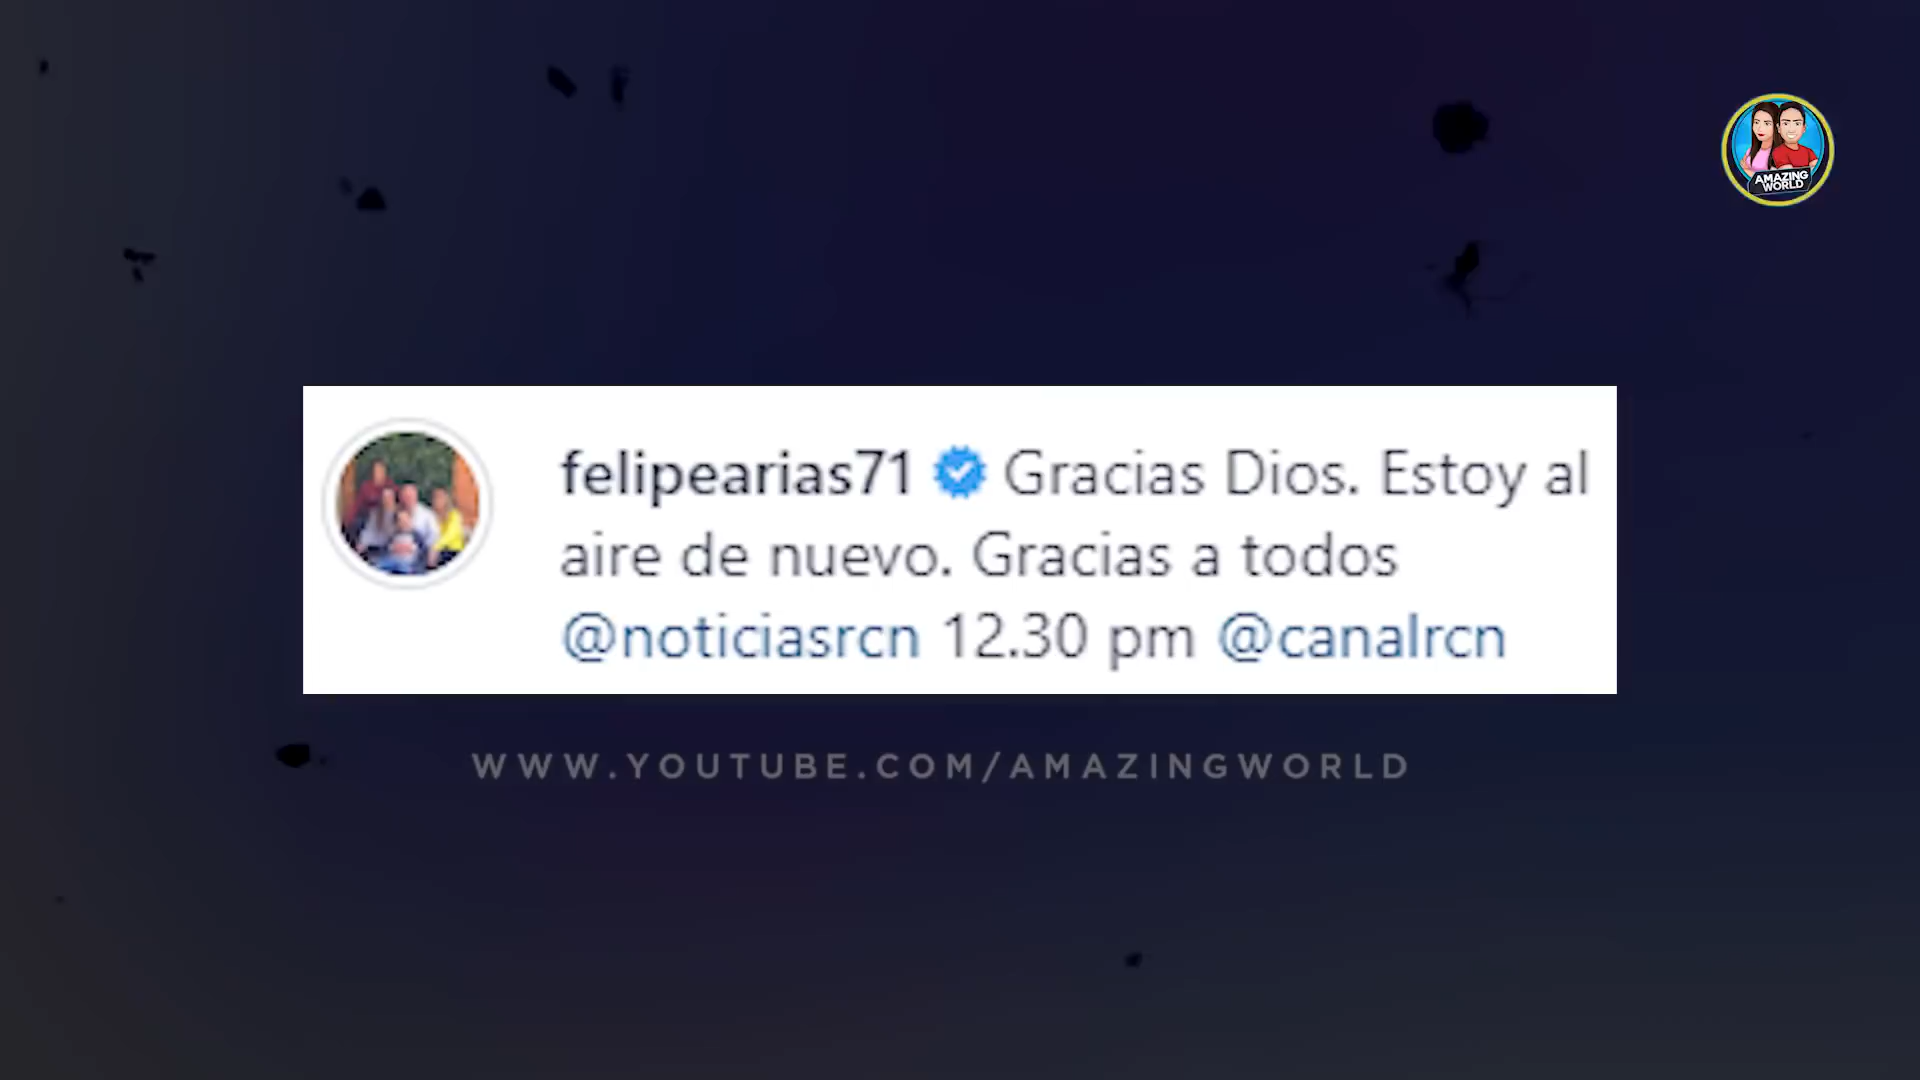 AMAZING
WORLD
felipearias71 Gracias Dios. Estoy al
aire de nuevo. Gracias a todos
@noticiasrcn 12.30 pm @canalrcn
WWW.YOUTUBE.COM/AMAZINGWORLD